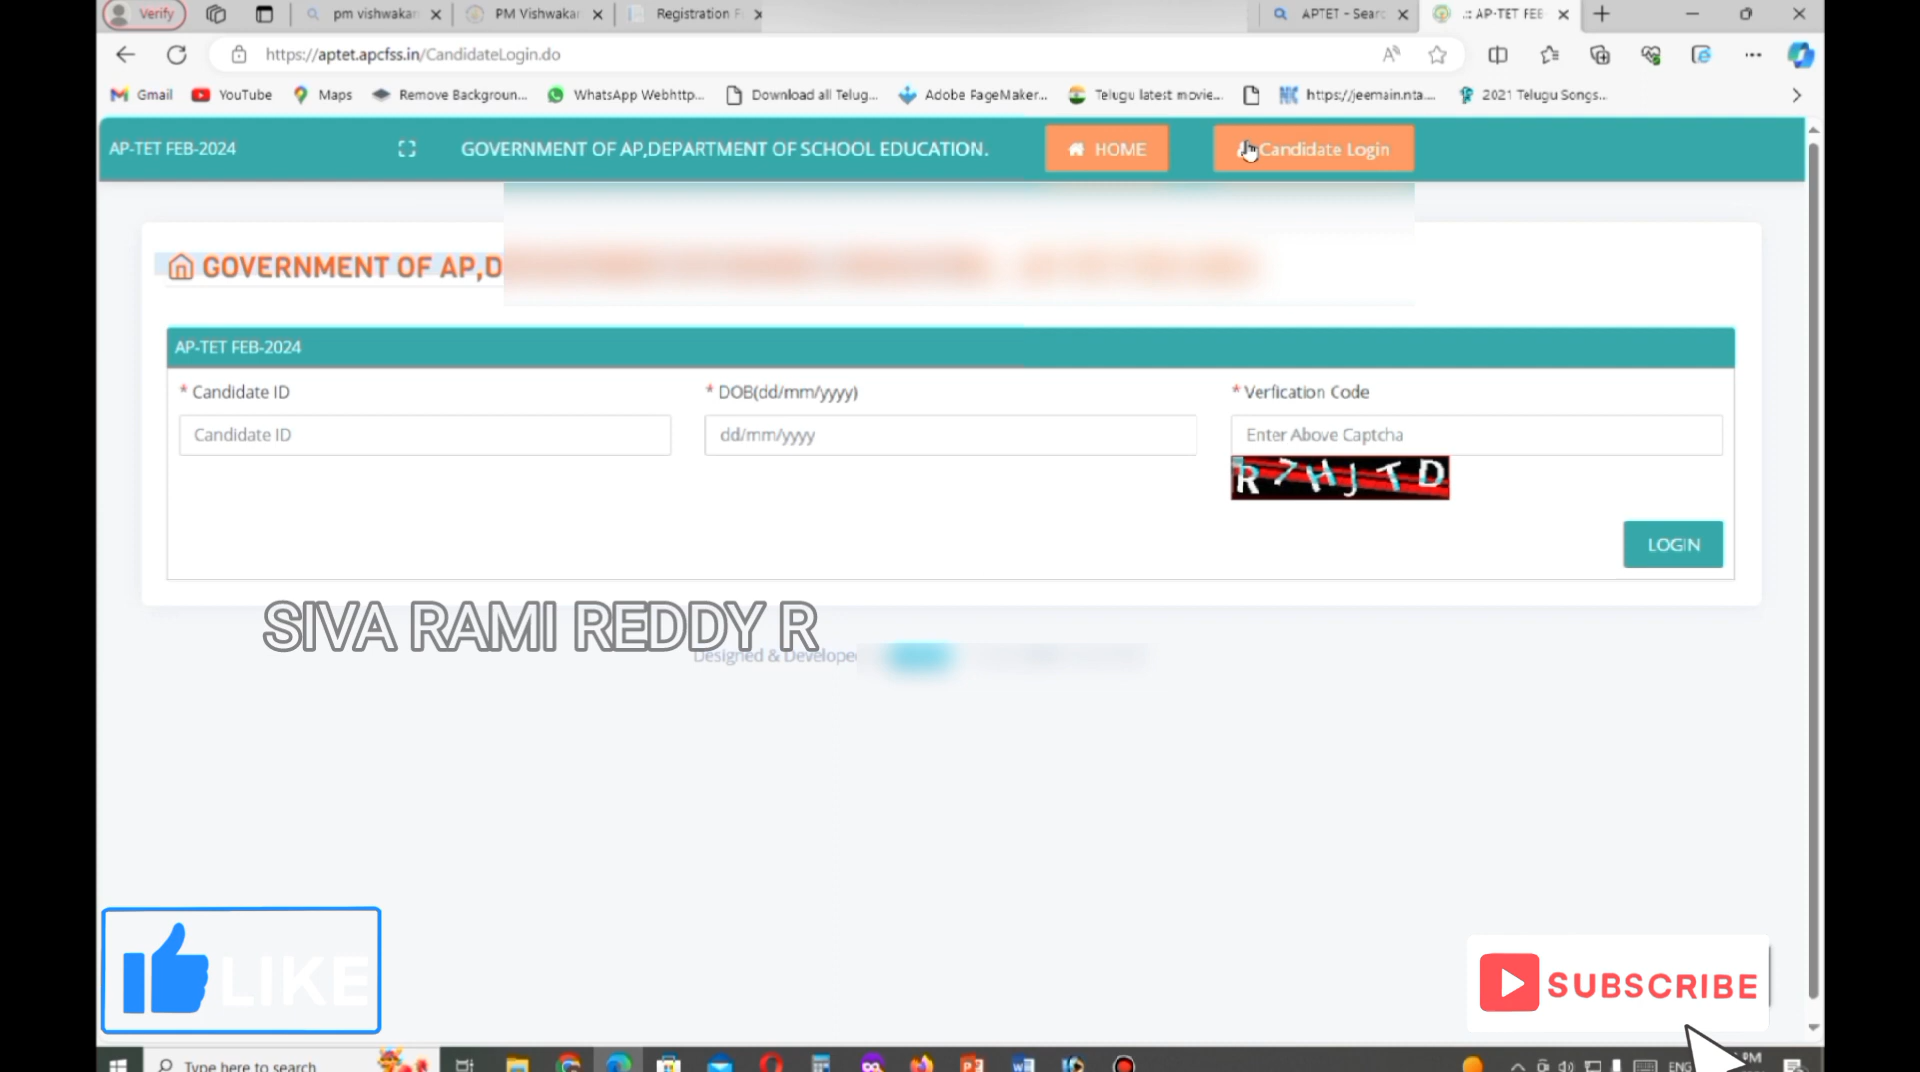 Verify
pm vishwakar
PM Vishwakar
Registration F
APTET - Searc
.:: AP-TET FEB
https://aptet.apcfss.in/CandidateLogin.do
Gmail
YouTube
Maps
Remove Backgroun...
WhatsApp Webhttp...
Download all Telug...
Adobe PageMaker...
Telugu latest movie...
https://jeemain.nta....
2021 Telugu Songs...
AP-TET FEB-2024
GOVERNMENT OF AP,DEPARTMENT OF SCHOOL EDUCATION.
HOME
Candidate Login
GOVERNMENT OF AP,D
AP-TET FEB-2024
* Candidate ID
* DOB(dd/mm/yyyy)
* Verfication Code
Candidate ID
dd/mm/yyyy
Enter Above Captcha
R7HJTD
LOGIN
SIVA RAMI REDDY R
Designed & Develope
LIKE
SUBSCRIBE
Type here to search
ENG
PM